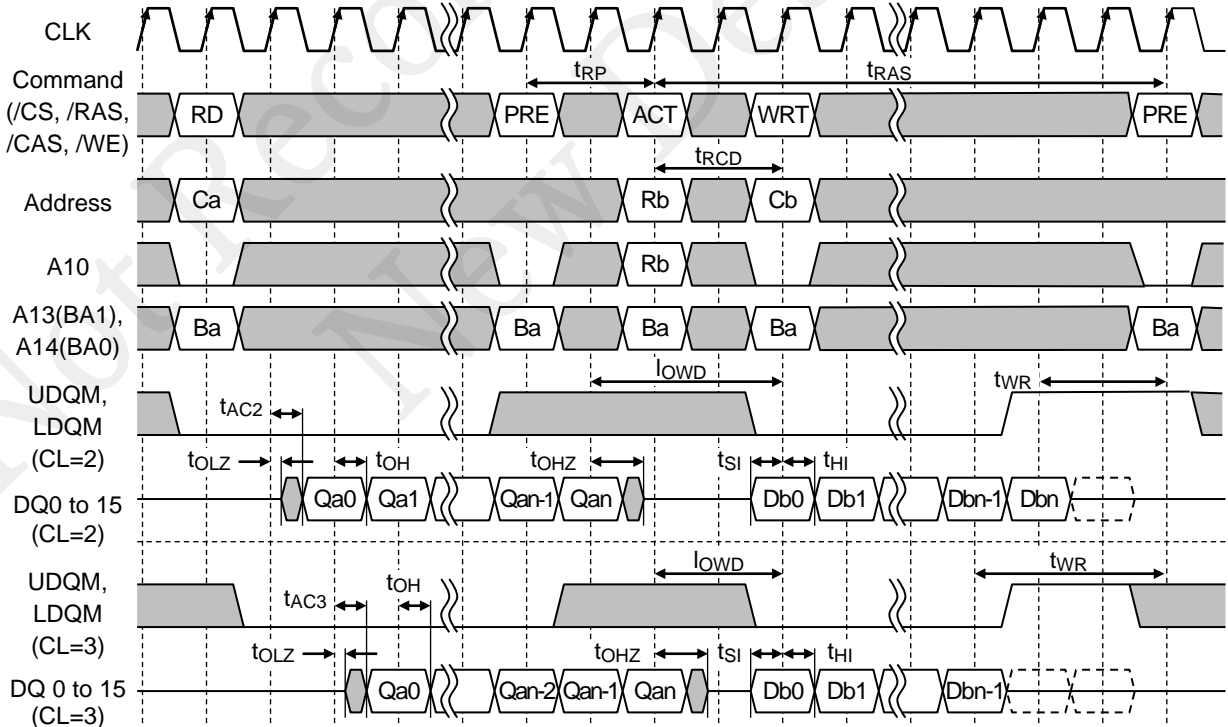 CLK
Command
(/CS, /RAS,
/CAS, /WE)
tRP
tRAS
RD
PRE
ACT
WRT
PRE
tRCD
Address
Ca
Rb
Cb
A10
Rb
A13(BA1),
A14(BA0)
Ba
Ba
Ba
Ba
Ba
UDQM,
LDQM
(CL=2)
lOWD
tWR
tAC2
tOLZ
tOH
tOHZ
tSI
tHI
DQ0 to 15
(CL=2)
Qa0
Qa1
Qan-1
Qan
Db0
Db1
Dbn-1
Dbn
UDQM,
LDQM
(CL=3)
lOWD
tWR
tAC3
tOH
tOLZ
tOHZ
tSI
tHI
DQ 0 to 15
(CL=3)
Qa0
Qan-2
Qan-1
Qan
Db0
Db1
Dbn-1
Not Recom
New De